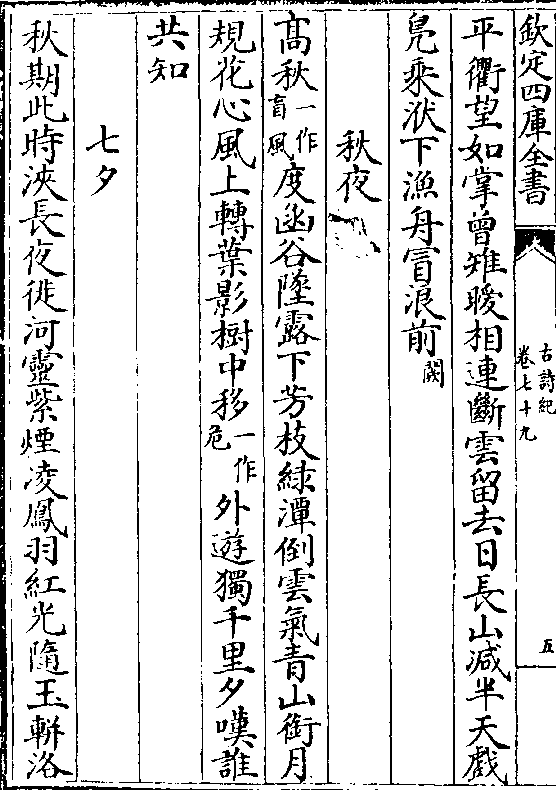 欽定四庫全書
古詩紀
卷七十九
五
平衢望如掌曾雉曖相連斷雲留去日長山減半天戲
鳧乘洑下漁舟冒浪前闕
秋夜
高秋一作盲風度函谷墜露下芳枝緑潭倒雲氣青山銜月
規花心風上轉葉影樹中移一作危外遊獨千里夕嘆誰
共知
七夕
秋期此時浹長夜徙河靈紫煙凌鳳羽紅光隨玉軿洛